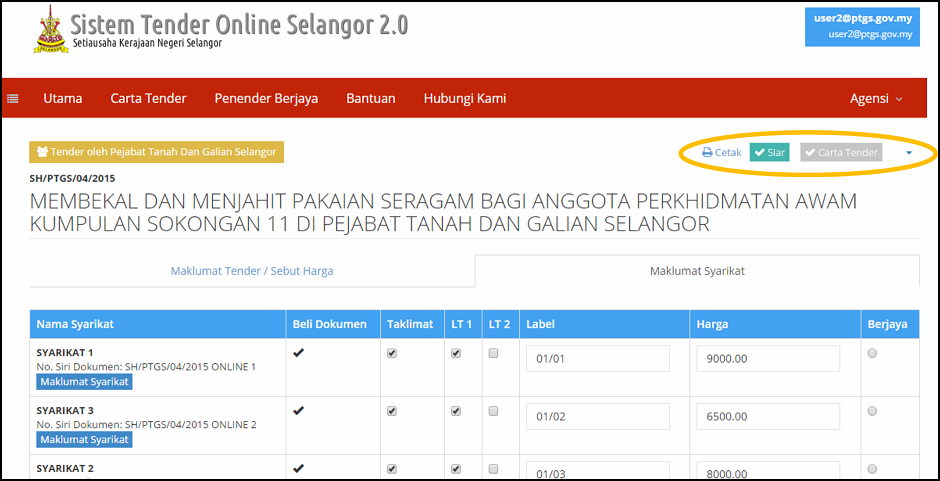 Sistem Tender Online Selangor 2.0
Setiausaha Kerajaan Negeri Selangor
user2@ptgs.gov.my
user2@ptgs.gov.my
Utama Carta Tender Penender Berjaya Bantuan Hubungi Kami Agensi
Tender oleh Pejabat Tanah Dan Galian Selangor Cetak Siar Carta Tender
SH/PTGS/04/2015
MEMBEKAL DAN MENJAHIT PAKAIAN SERAGAM BAGI ANGGOTA PERKHIDMATAN AWAM
KUMPULAN SOKONGAN 11 DI PEJABAT TANAH DAN GALIAN SELANGOR
Maklumat Tender / Sebut Harga Maklumat Syarikat
Nama Syarikat Beli Dokumen Taklimat LT 1 LT 2 Label Harga Berjaya
SYARIKAT 1
No. Siri Dokumen: SH/PTGS/04/2015 ONLINE 1 01/01 9000.00
Maklumat Syarikat
SYARIKAT 3
No. Siri Dokumen: SH/PTGS/04/2015 ONLINE 2 01/02 6500.00
Maklumat Syarikat
SYARIKAT 2
01/03 8000.00